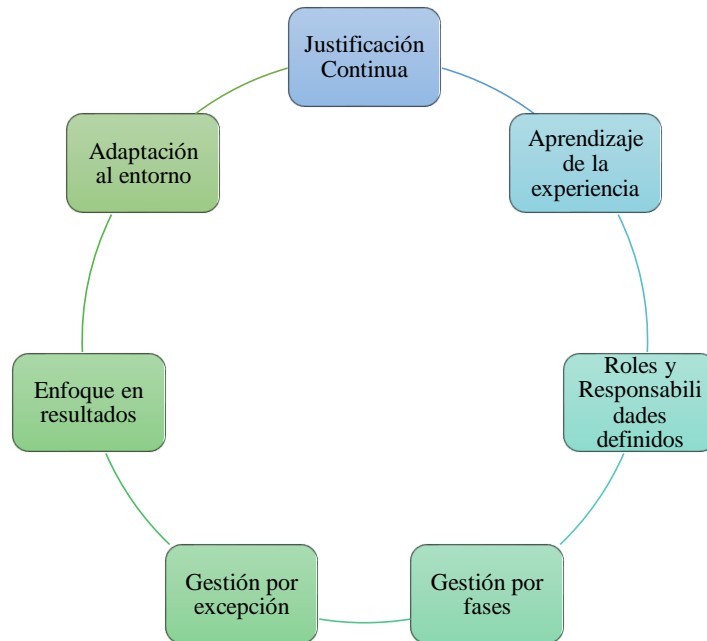 Justificación
Continua
Aprendizaje
de la
experiencia
Roles y
Responsabili
dades
definidos
Gestión por
fases
Gestión por
excepción
Enfoque en
resultados
Adaptación
al entorno